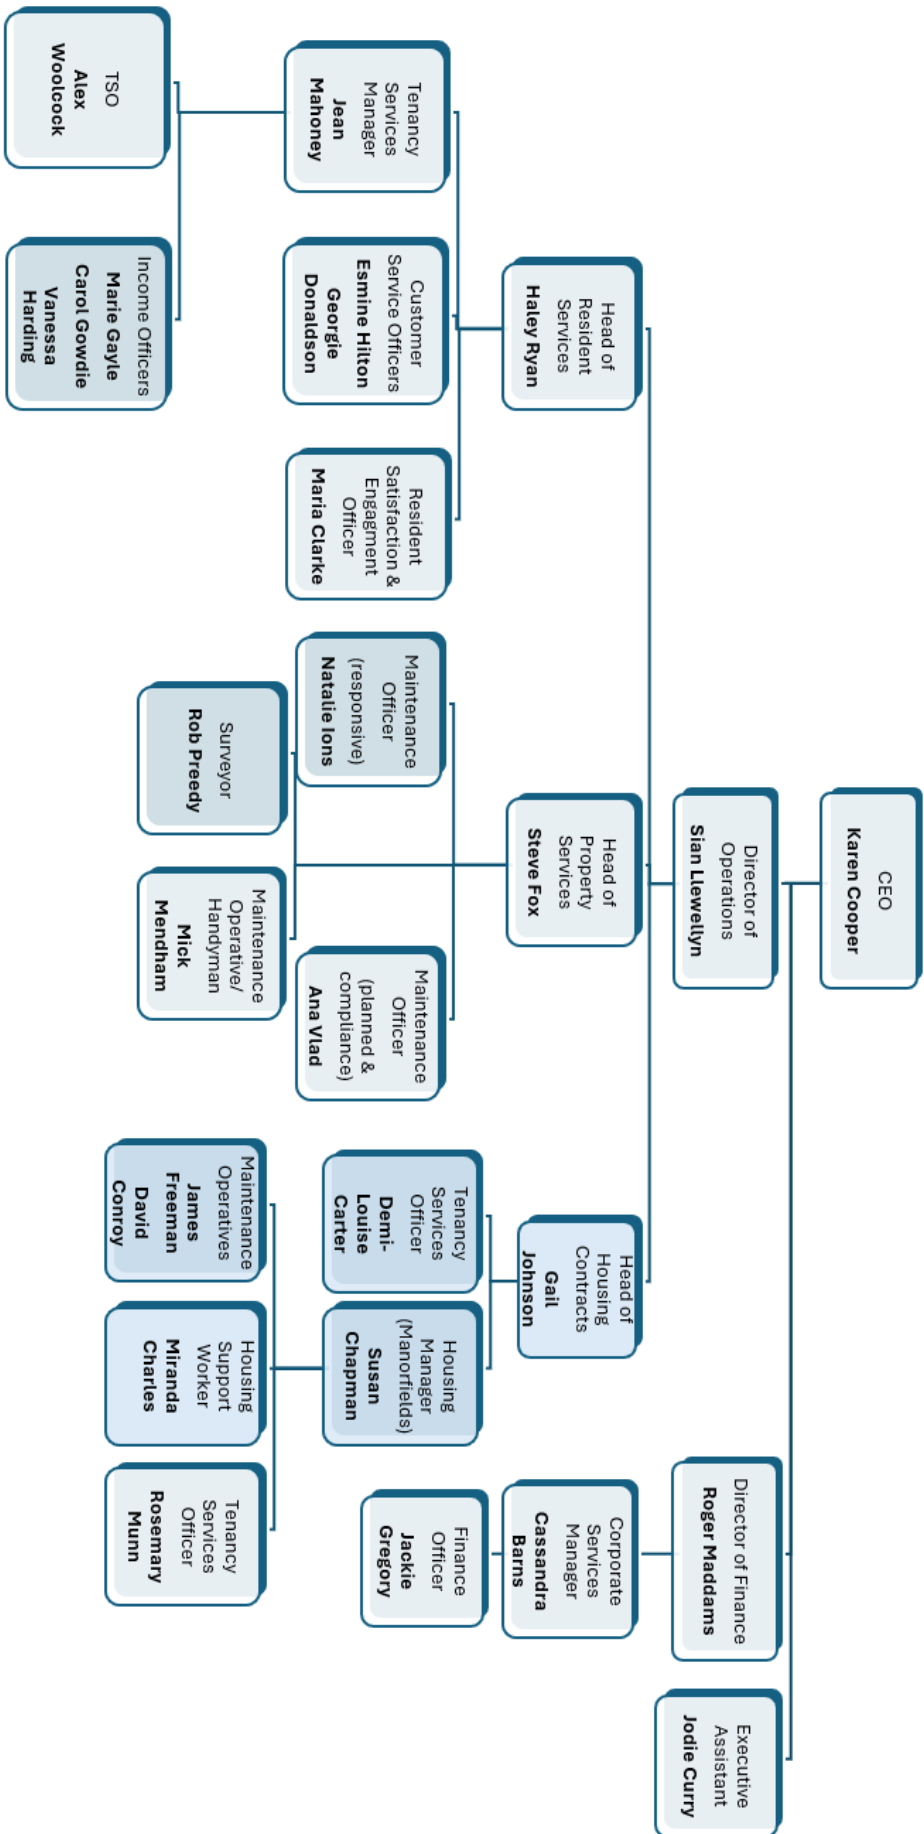 CEO
Karen Cooper
Director of
Operations
Sian Llewellyn
Director of Finance
Roger Maddams
Executive
Assistant
Jodie Curry
Head of
Resident
Services
Haley Ryan
Head of
Property
Services
Steve Fox
Head of
Housing
Contracts
Gail
Johnson
Corporate
Services
Manager
Cassandra
Barns
Tenancy
Services
Manager
Jean
Mahoney
Customer
Service Officers
Esmine Hilton
Georgie
Donaldson
Resident
Satisfaction &
Engagment
Officer
Maria Clarke
Maintenance
Officer
(responsive)
Natalie Ions
Maintenance
Officer
(planned &
compliance)
Ana Vlad
Tenancy
Services
Officer
Demi-
Louise
Carter
Housing
Manager
(Manorfields)
Susan
Chapman
Finance
Officer
Jackie
Gregory
TSO
Alex
Woolcock
Income Officers
Marie Gayle
Carol Gowdie
Vanessa
Harding
Surveyor
Rob Preedy
Maintenance
Operative/
Handyman
Mick
Mendham
Maintenance
Operatives
James
Freeman
David
Conroy
Housing
Support
Worker
Miranda
Charles
Tenancy
Services
Officer
Rosemary
Munn